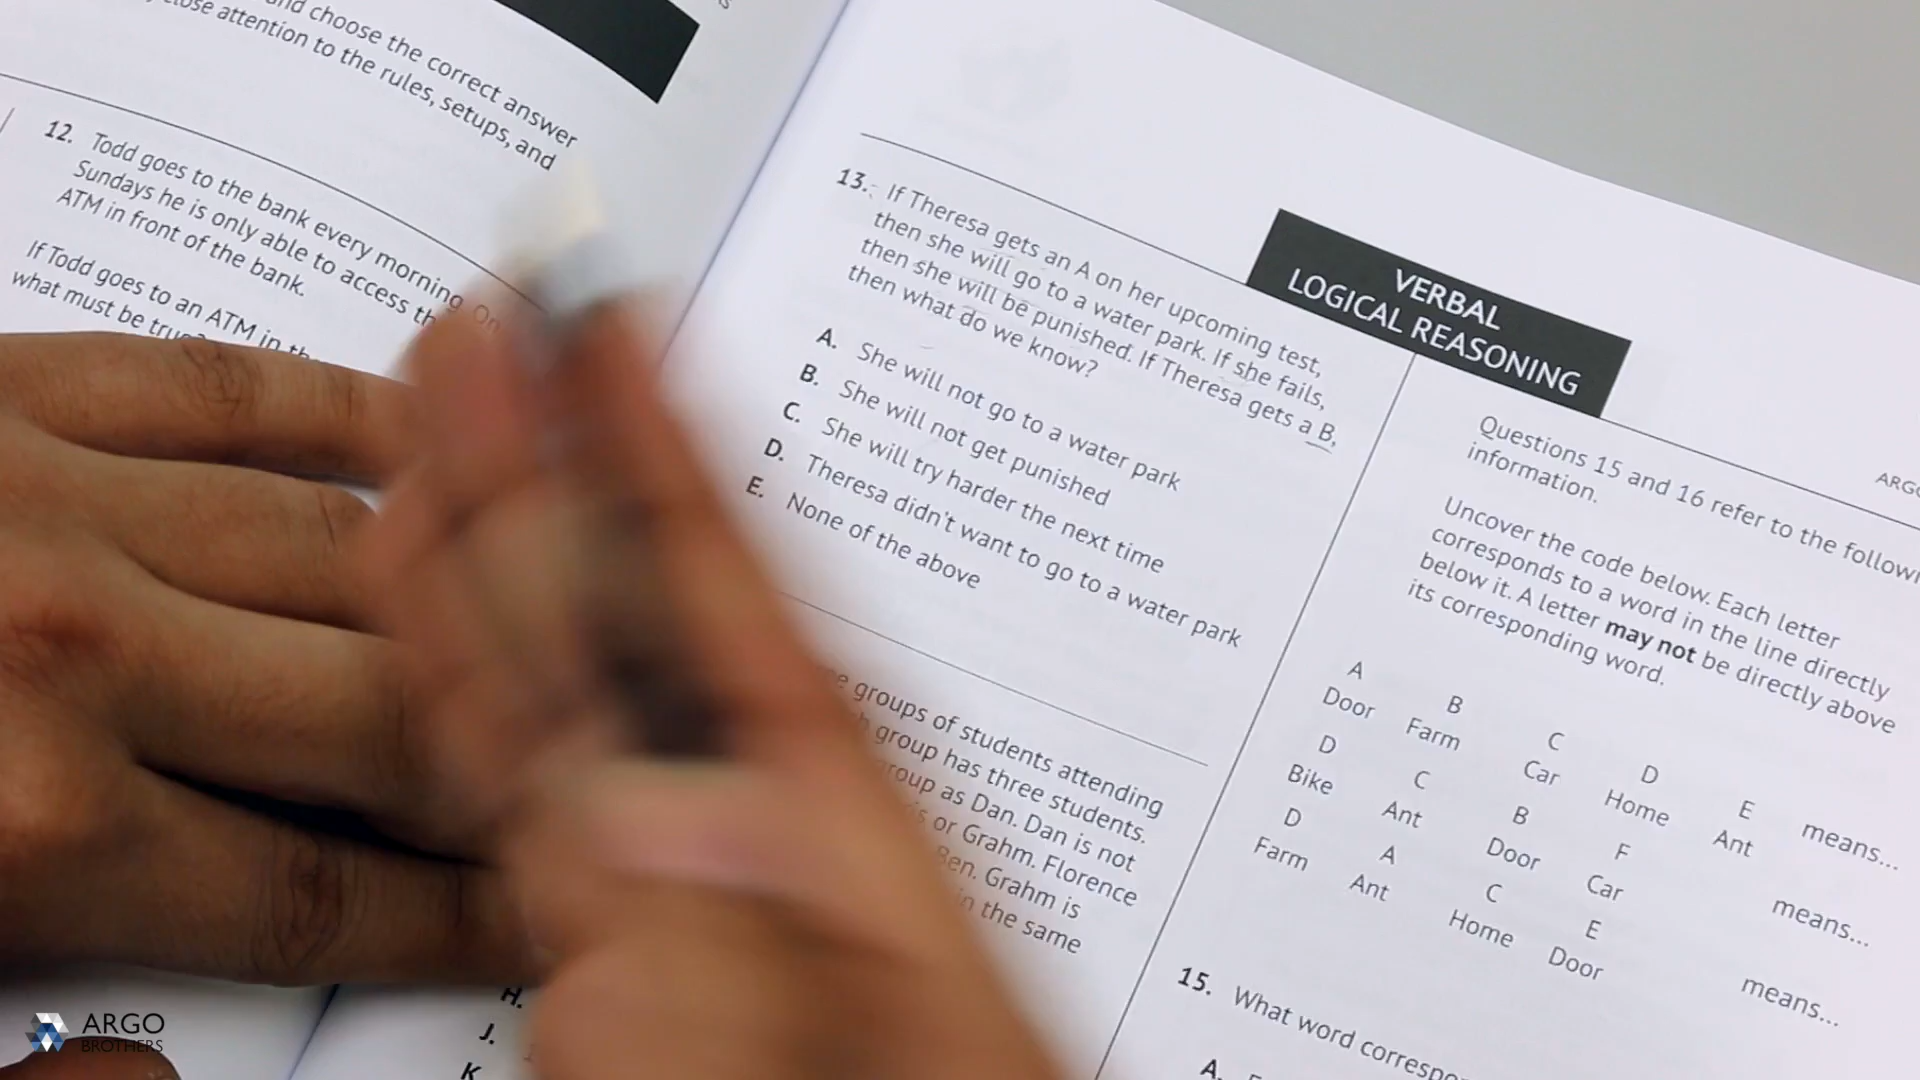 and choose the correct answer
close attention to the rules, setups, and
12. Todd goes to the bank every morning. On
Sundays he is only able to access
ATM in front of the bank.
If Todd goes to an ATM in
what must be true?
13. If Theresa gets an A on her upcoming test,
then she will go to a water park. If she fails,
then she will be punished. If Theresa gets a B,
then what do we know?
A. She will not go to a water park
B. She will not get punished
C. She will try harder the next time
D. Theresa didn't want to go to a water park
E. None of the above
groups of students attending
group has three students.
group as Dan. Dan is not
or Grahm. Florence
Ben. Grahm is
in the same
H.
J.
K
VERBAL
LOGICAL REASONING
ARGO
Questions 15 and 16 refer to the
information.
Uncover the code below. Each letter
corresponds to a word in the line directly
below it. A letter may not be directly above
its corresponding word.
A B C D E means...
Door Farm Car Home Ant
D C B F means...
Bike Ant Door Car
D A C E means...
Farm Ant Home Door
15. What word
A.
ARGO
BROTHERS